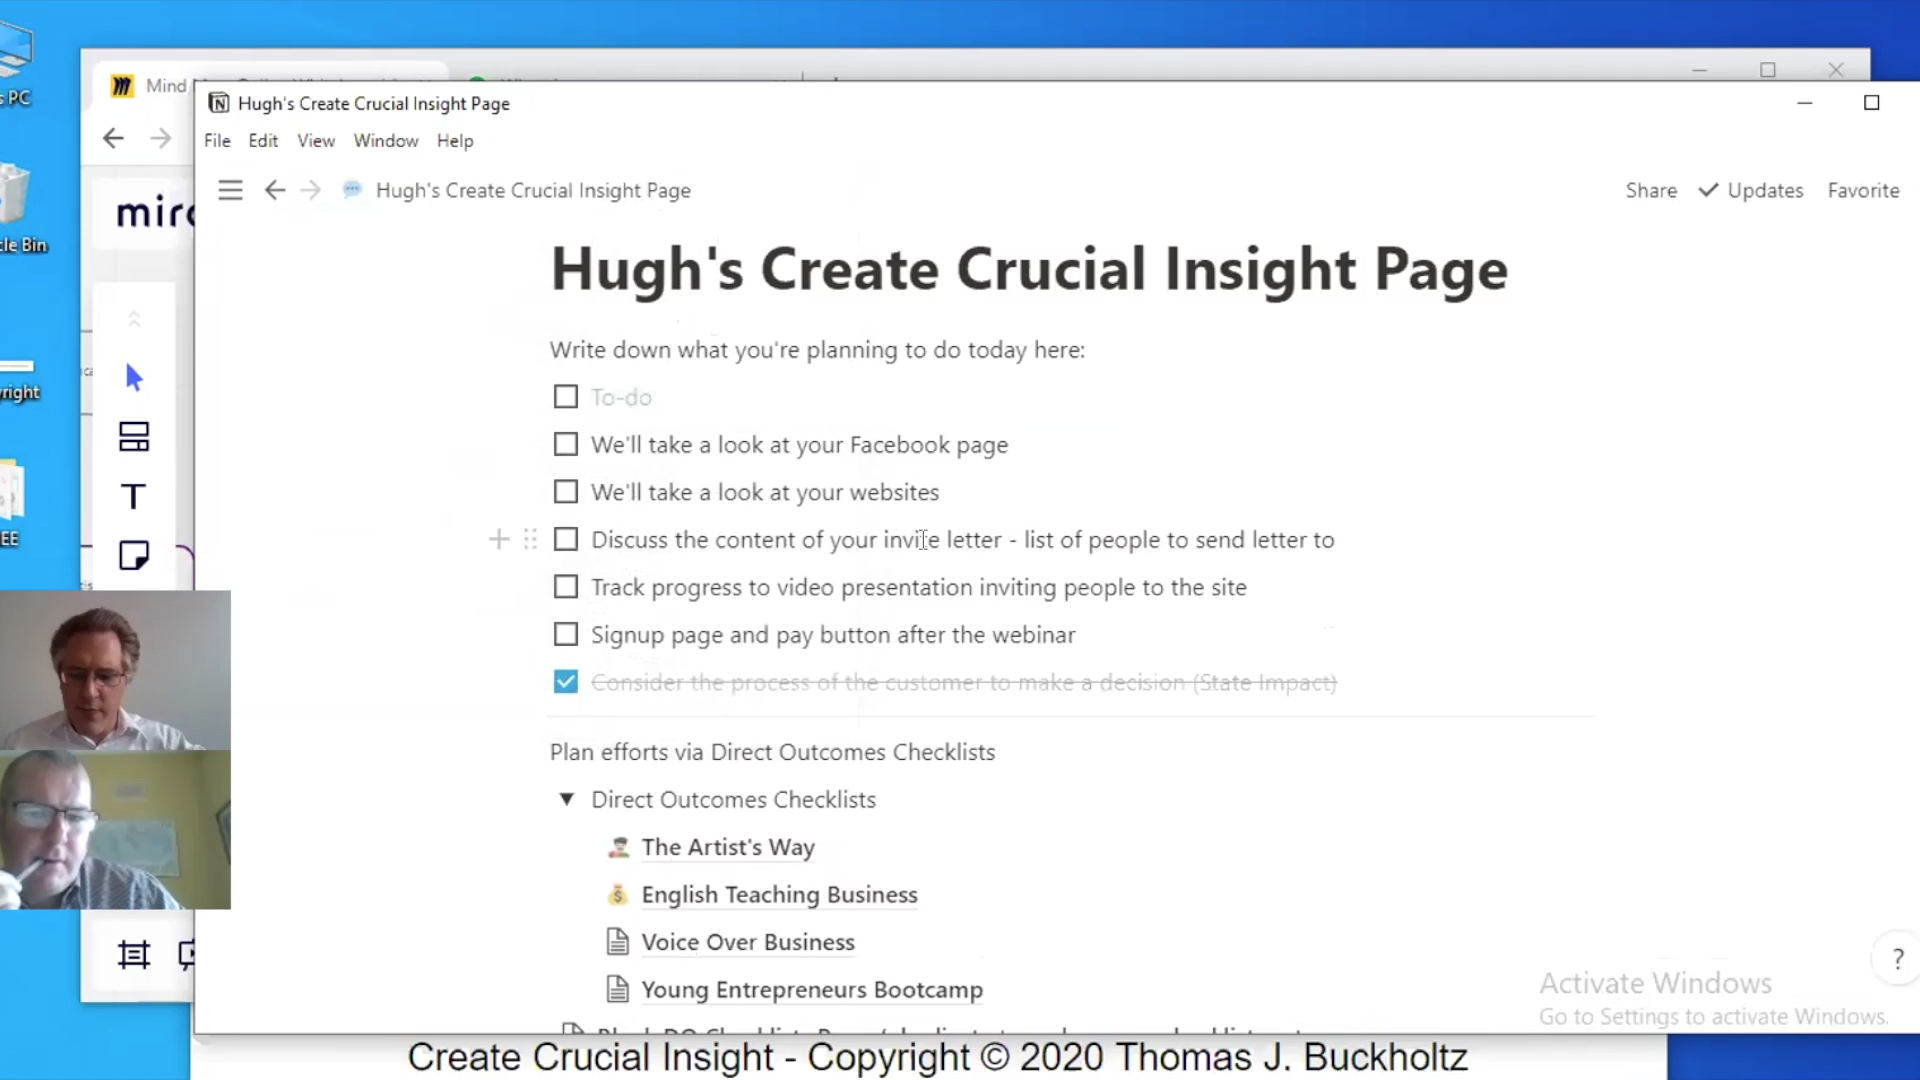 s PC
Mind
Hugh's Create Crucial Insight Page
File Edit View Window Help
Hugh's Create Crucial Insight Page
Share Updates Favorite
miro
cle Bin
Hugh's Create Crucial Insight Page
Write down what you're planning to do today here:
To-do
yright
We'll take a look at your Facebook page
We'll take a look at your websites
T
EE
Discuss the content of your invite letter - list of people to send letter to
Track progress to video presentation inviting people to the site
Signup page and pay button after the webinar
Consider the process of the customer to make a decision (State Impact)
Plan efforts via Direct Outcomes Checklists
Direct Outcomes Checklists
The Artist's Way
English Teaching Business
Voice Over Business
Young Entrepreneurs Bootcamp
?
Activate Windows
Go to Settings to activate Windows.
Create Crucial Insight - Copyright © 2020 Thomas J. Buckholtz